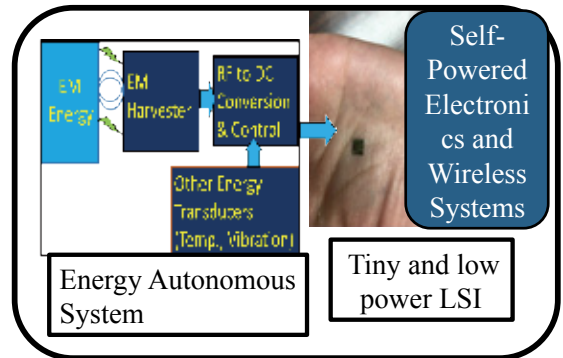 EM
Energy
EM
Harvester
RF to DC
Conversion
& Control
Other Energy
Transducers
(Temp., Vibration)
Self-
Powered
Electroni
cs and
Wireless
Systems
Energy Autonomous
System
Tiny and low
power LSI